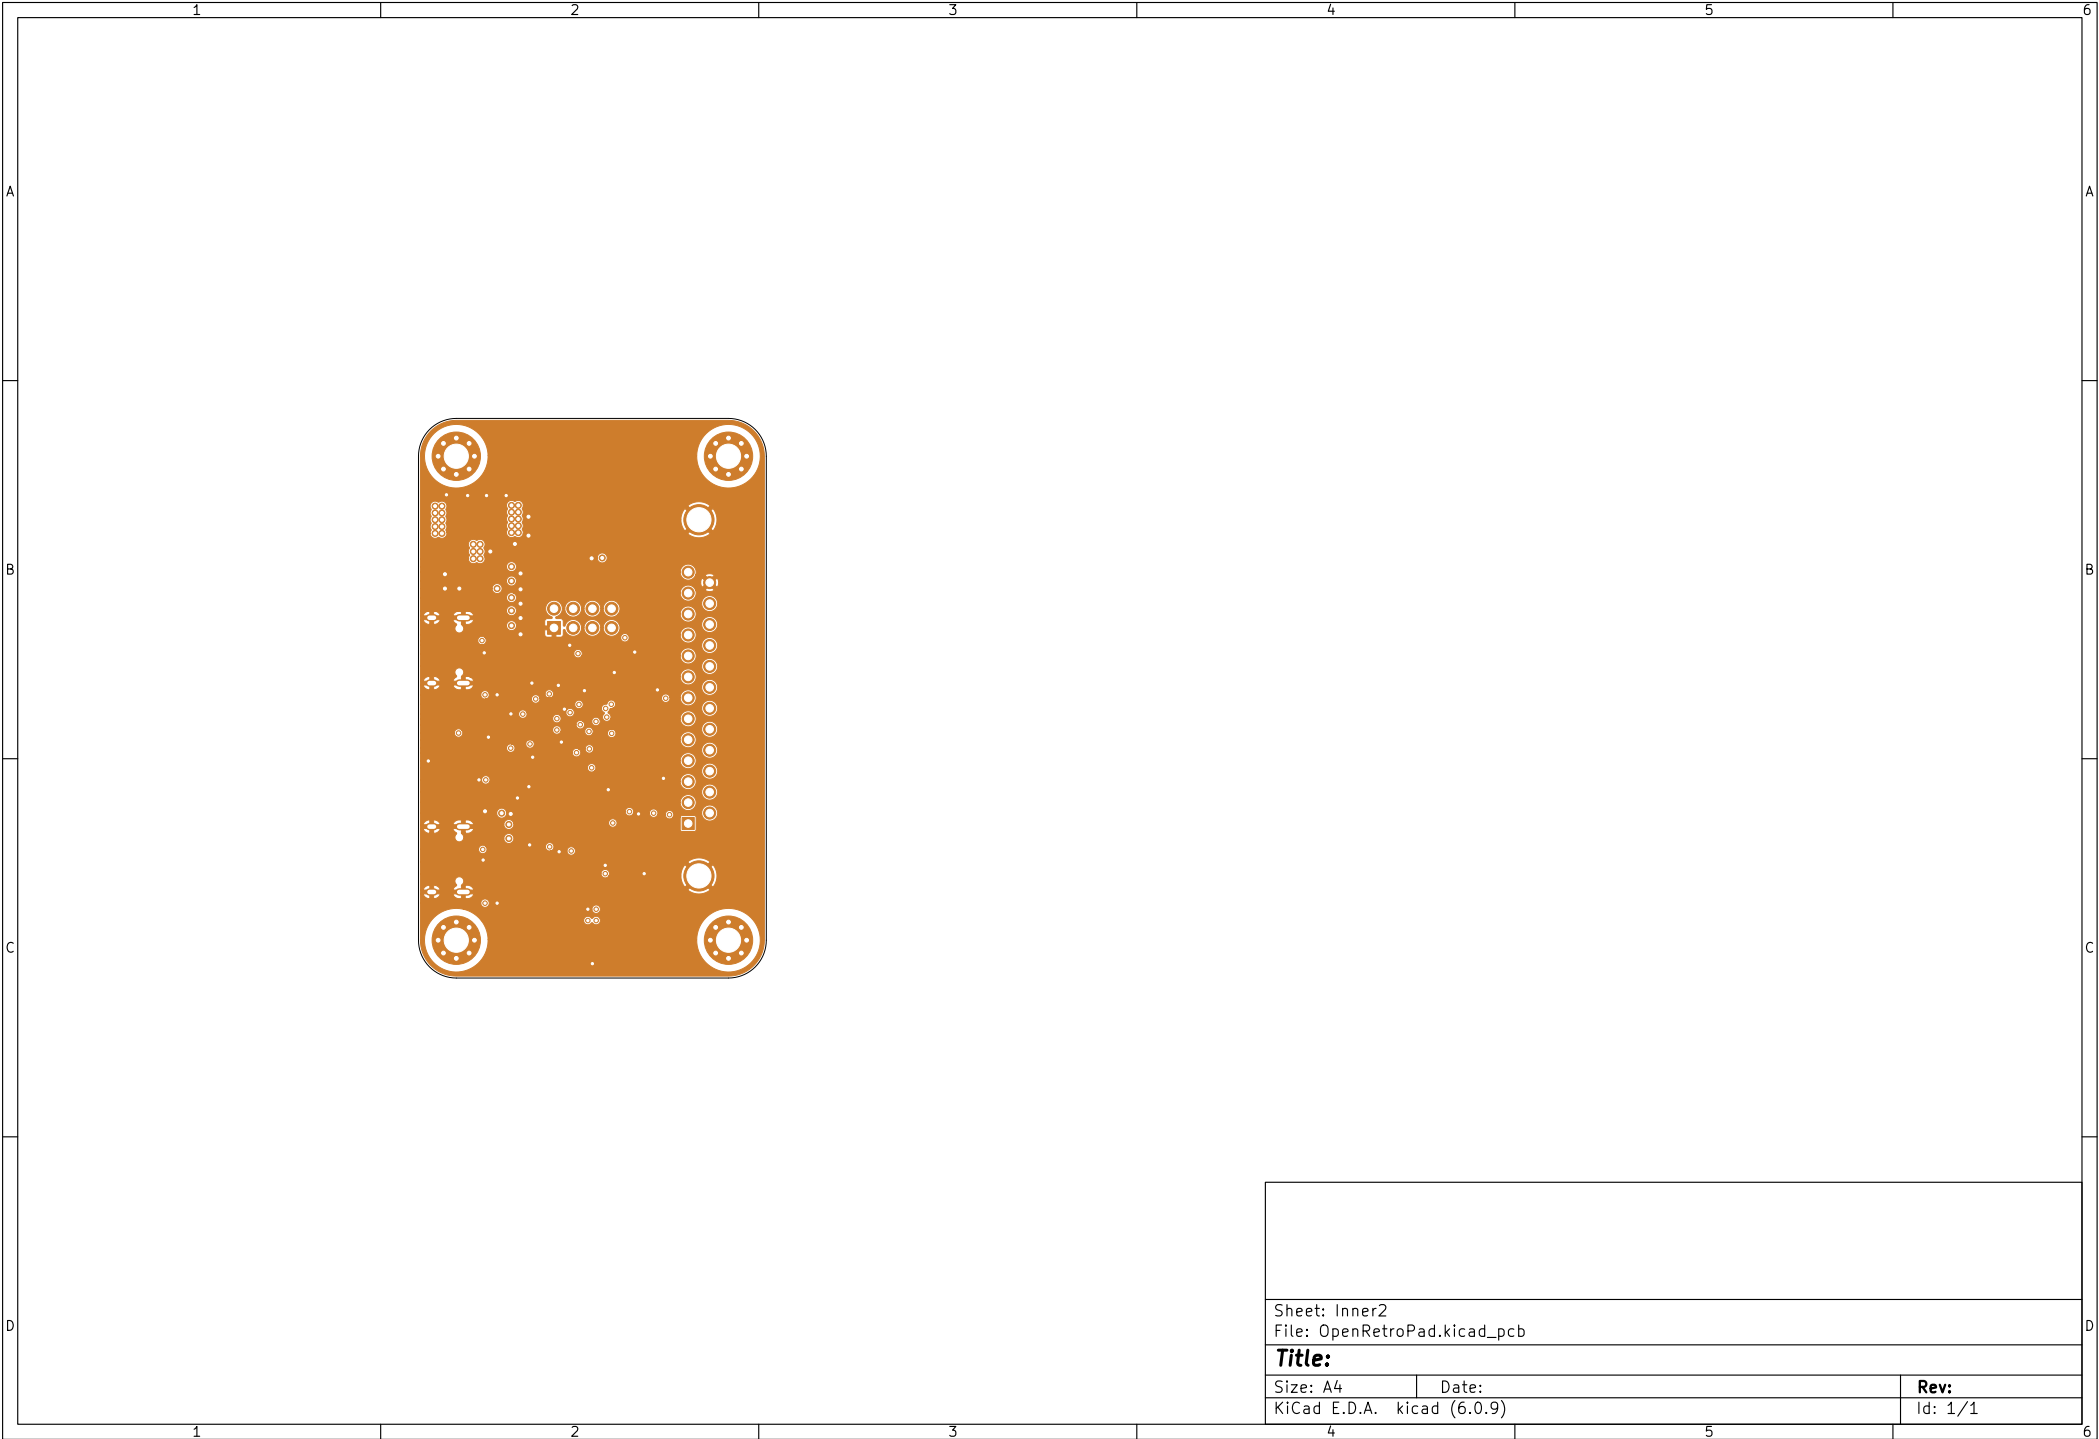 1 2 3 4 5 6
A A
B B
C C
Sheet: Inner2
File: OpenRetroPad.kicad_pcb
D D
Title:
Size: A4 Date: Rev:
KiCad E.D.A. kicad (6.0.9) Id: 1/1
1 2 3 4 5 6